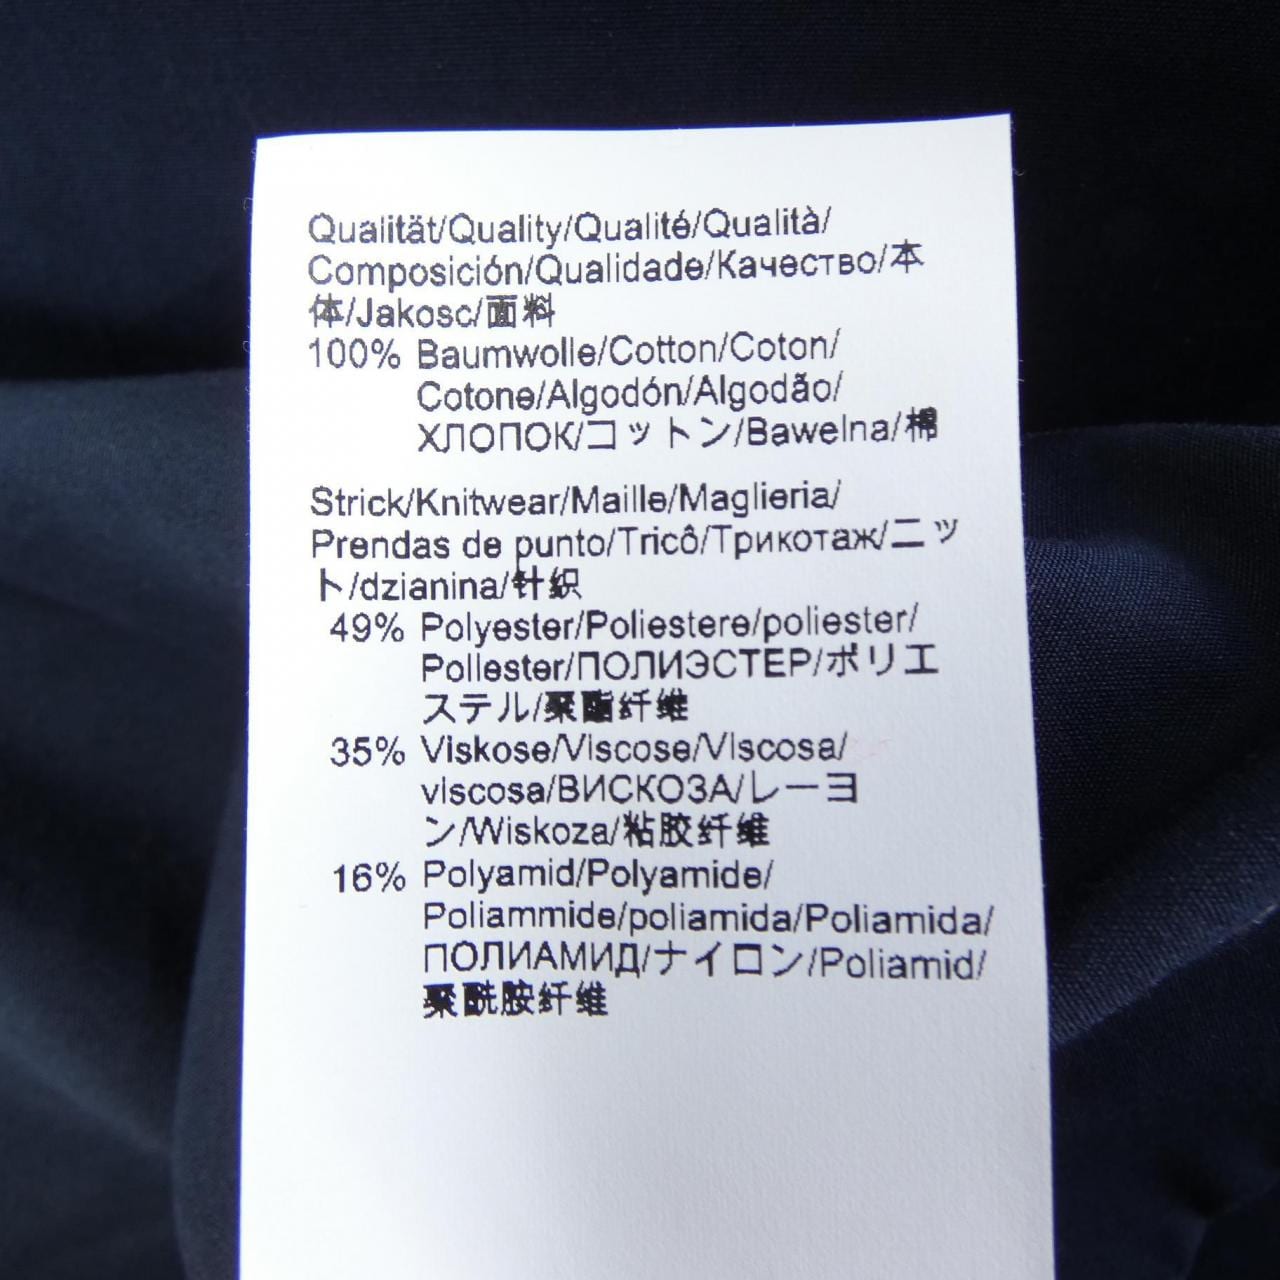 Qualität/Quality/Qualité/Qualità/
Composición/Qualidade/Качество/本
体/Jakosc/面料
100% Baumwolle/Cotton/Coton/
Cotone/Algodón/Algodão/
ХЛОПОК/コットン/Bawelna/棉
Strick/Knitwear/Maille/Maglieria/
Prendas de punto/Tricô/Трикотаж/ニッ
ト/dzianina/针织
49% Polyester/Poliestere/poliester/
Poliester/ПОЛИЭСТЕР/ポリエ
ステル/聚酯纤维
35% Viskose/Viscose/Viscosa/
viscosa/ВИСКОЗА/レーヨ
ン/Wiskoza/粘胶纤维
16% Polyamid/Polyamide/
Poliammide/poliamida/Poliamida/
ПОЛИАМИД/ナイロン/Poliamid/
聚酰胺纤维